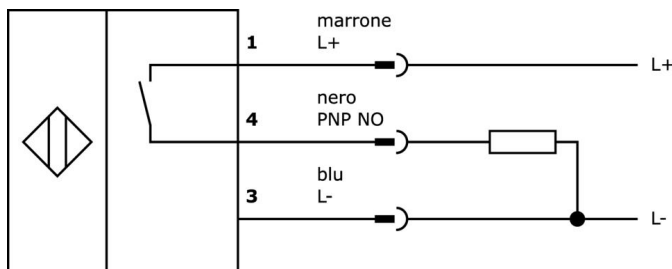 marrone
1 L+
L+
nero
4 PNP NO
blu
3 L-
L-